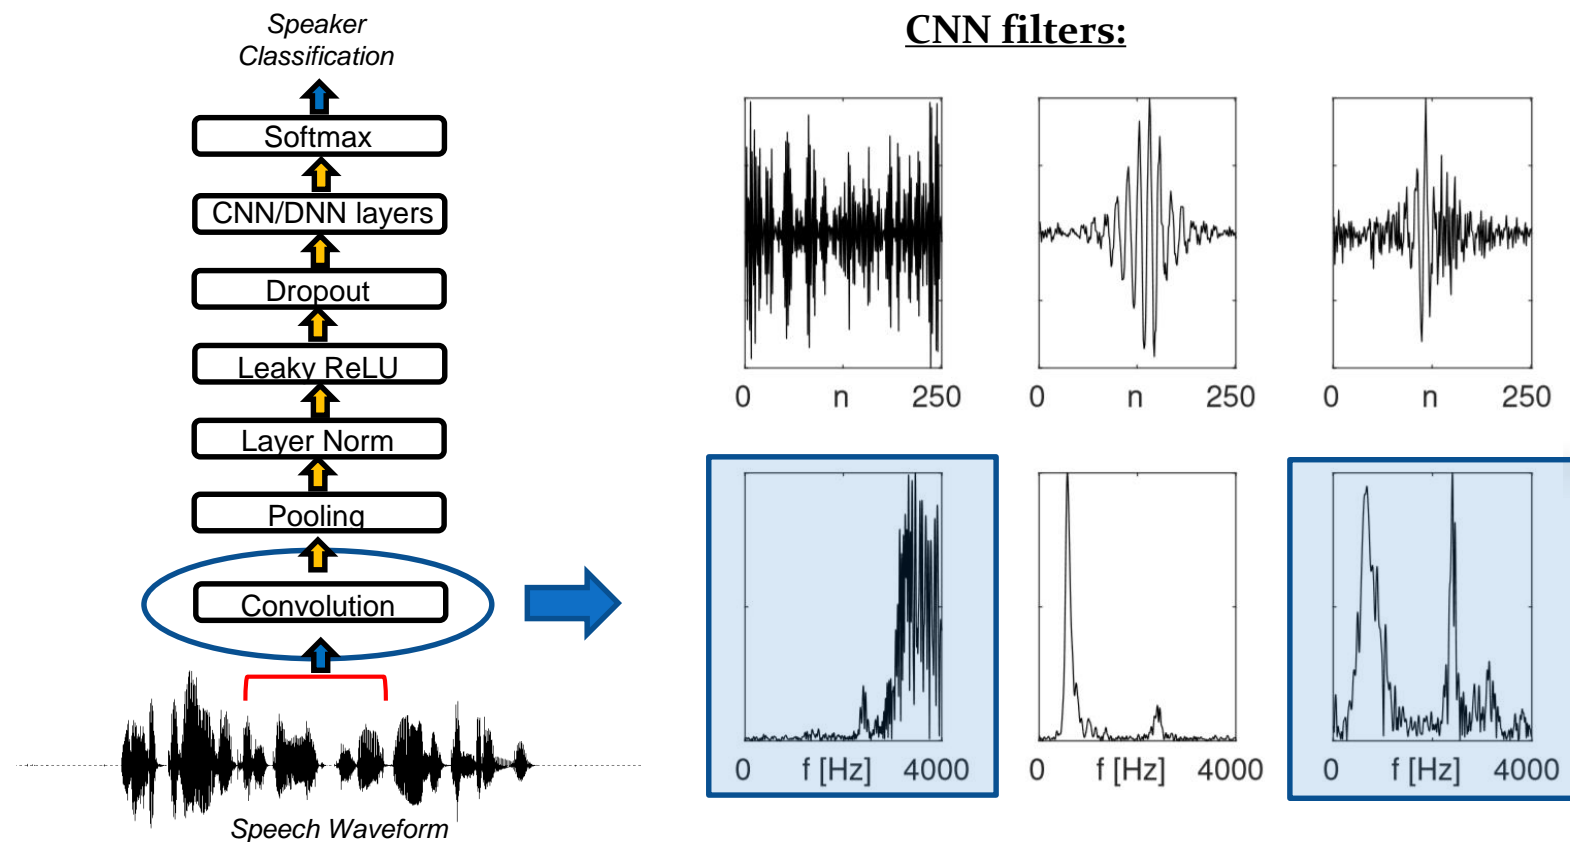 Speaker
Classification
Softmax
CNN/DNN layers
Dropout
Leaky ReLU
Layer Norm
Pooling
Convolution
Speech Waveform
CNN filters:
0 n 250
0 n 250
0 n 250
0 f [Hz] 4000
0 f [Hz] 4000
0 f [Hz] 4000